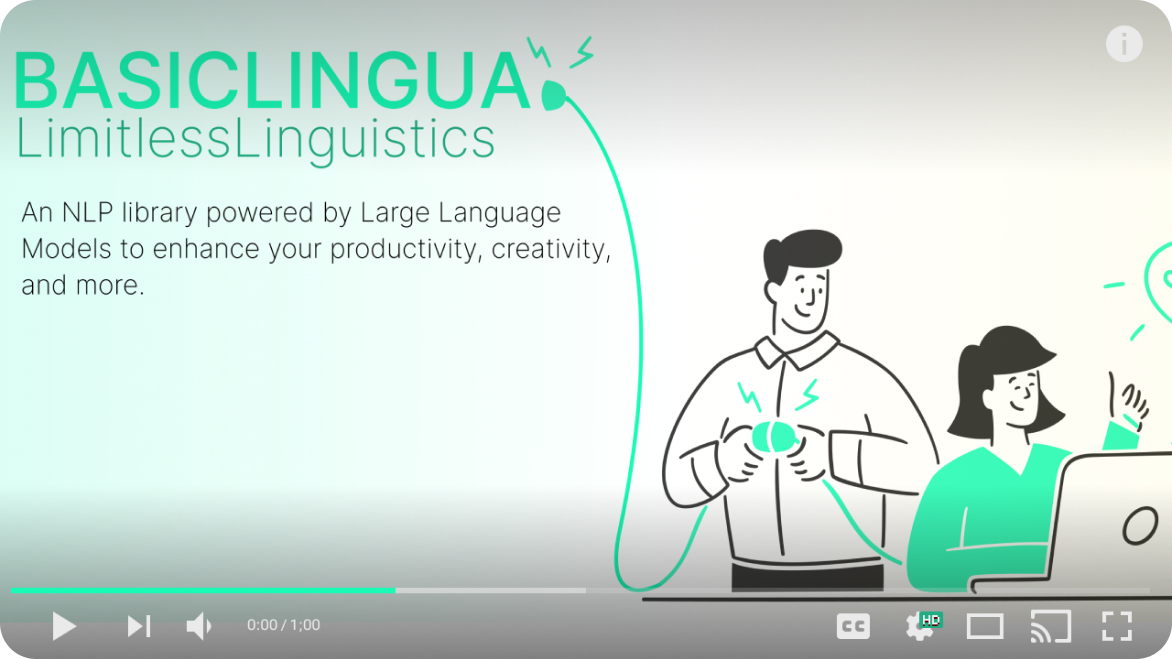 BASICLINGUA
LimitlessLinguistics
An NLP library powered by Large Language
Models to enhance your productivity, creativity,
and more.
0:00 / 1;00
CC
HD